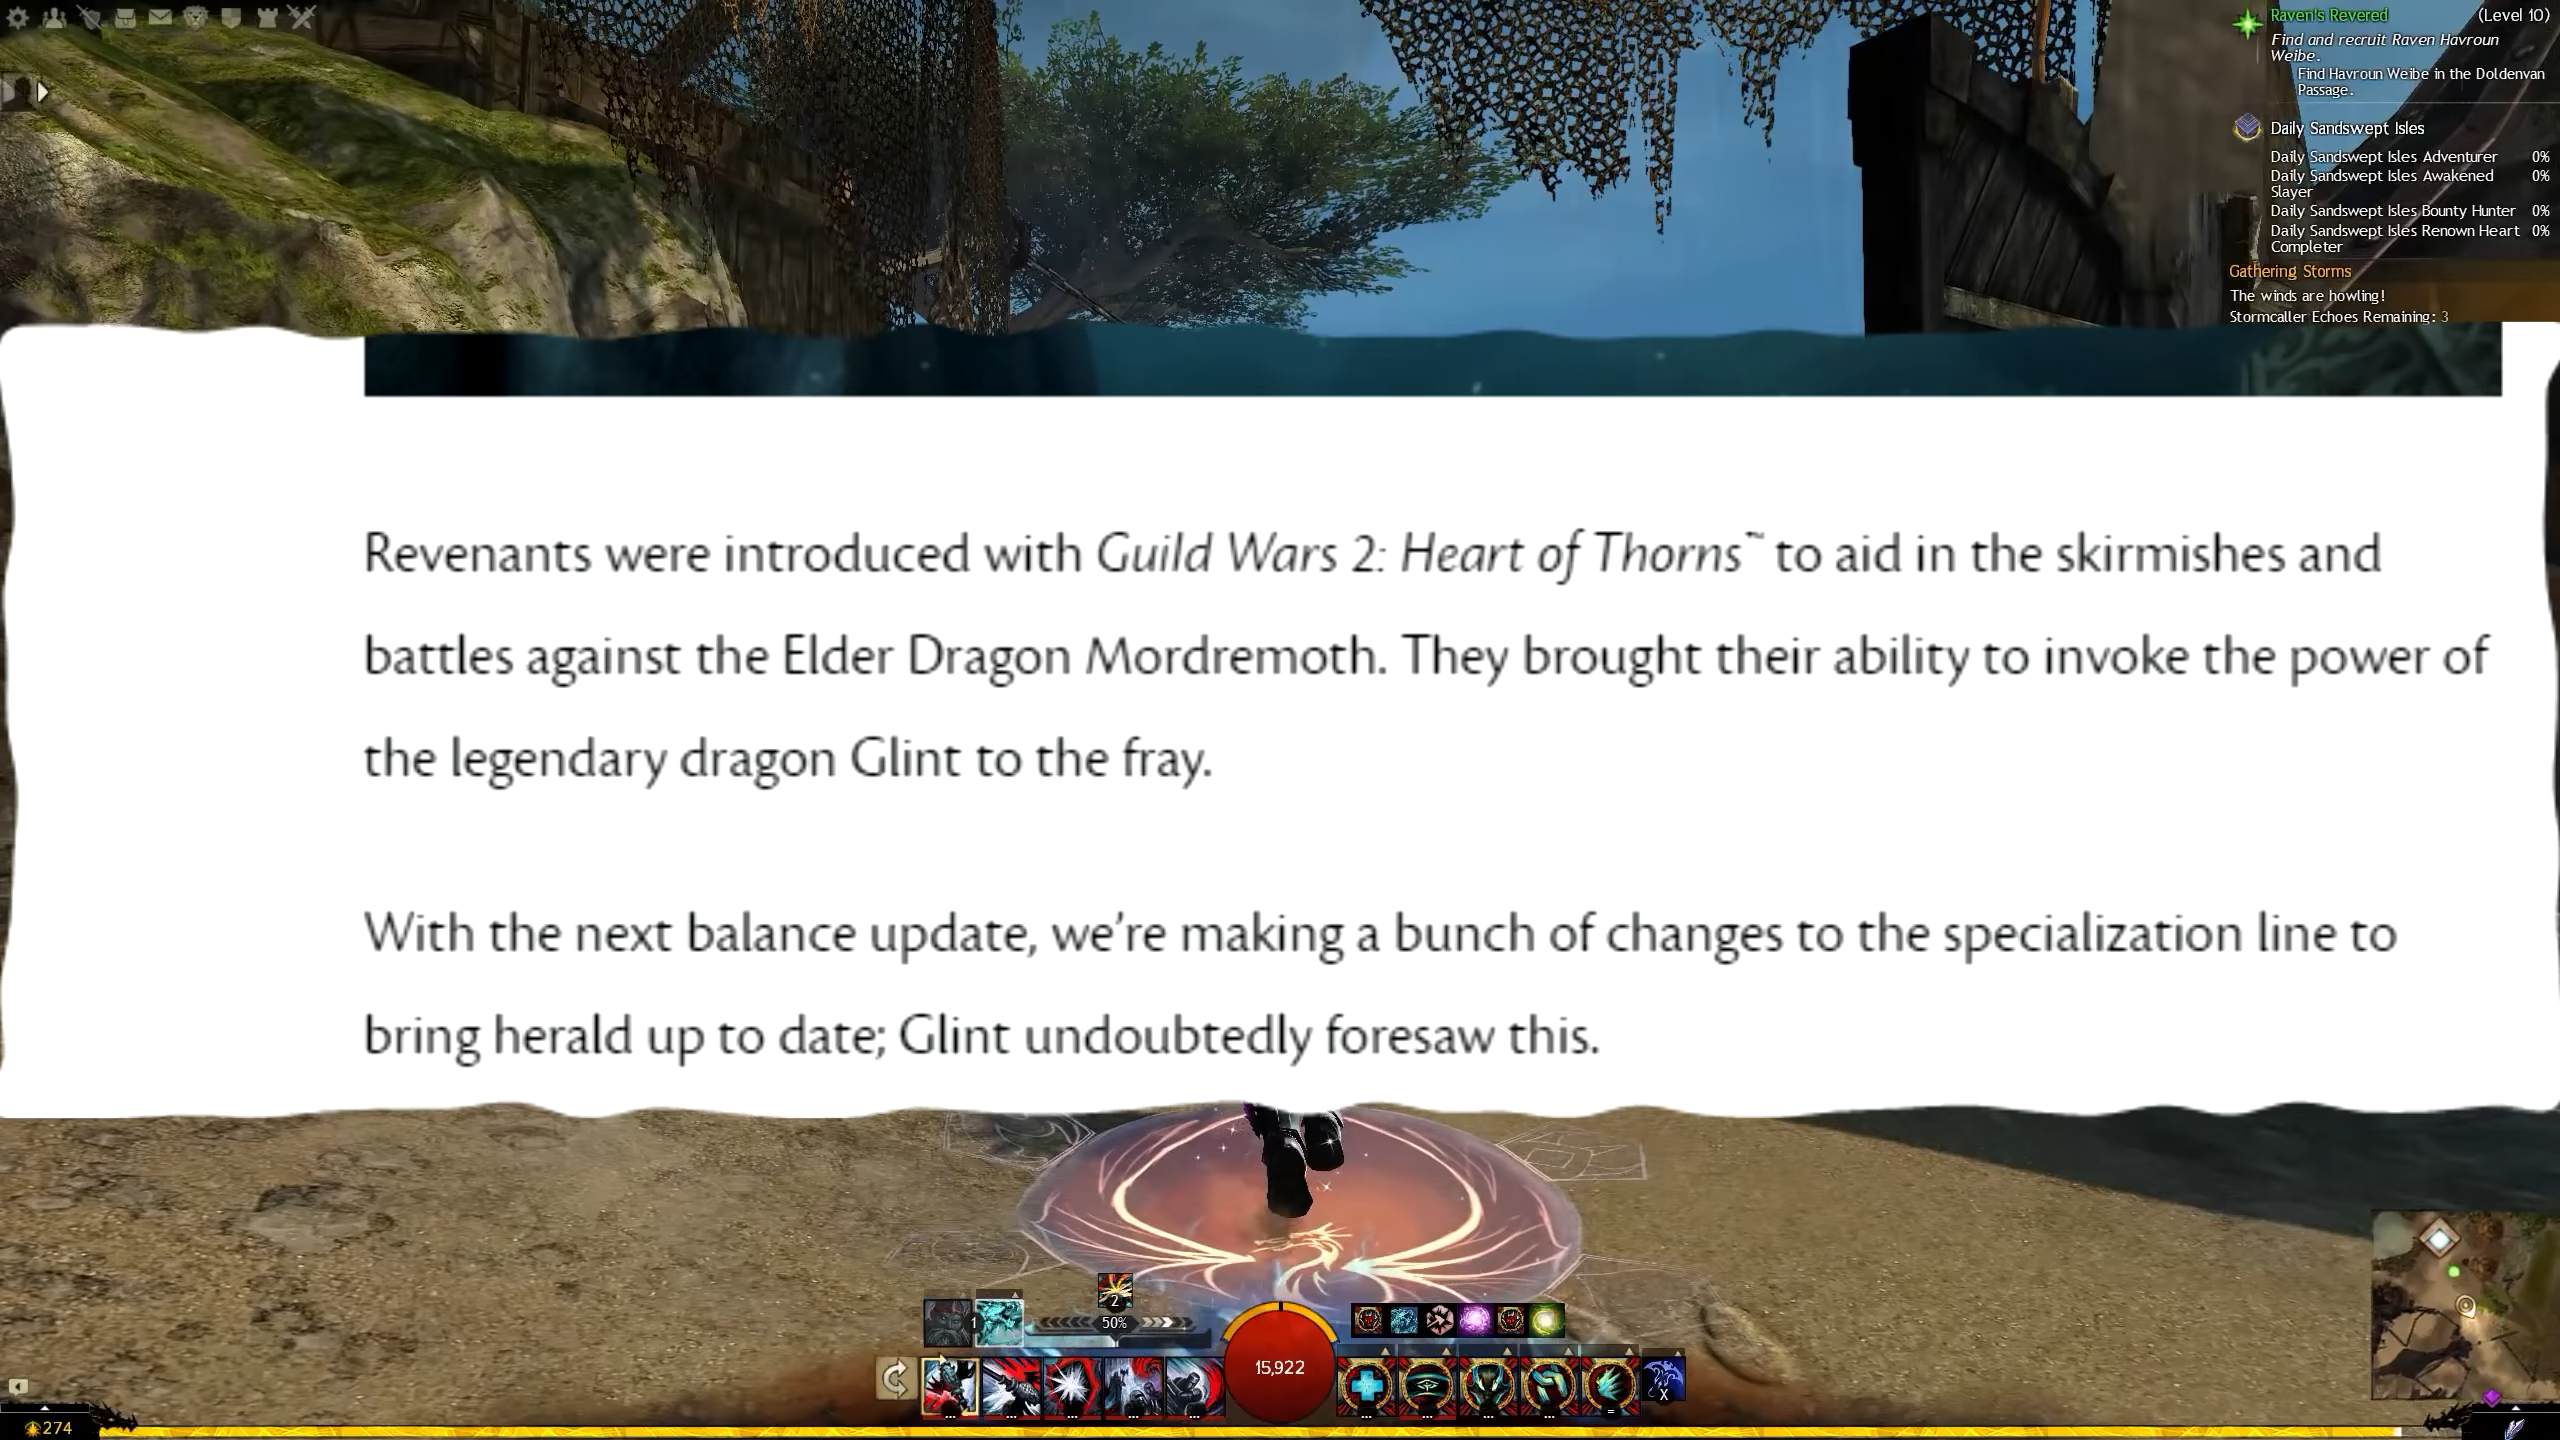 Raven's Revered (Level 10)
Find and recruit Raven Havroun
Weibe.
Find Havroun Weibe in the Doldenvan
Passage.
Daily Sandswept Isles
Daily Sandswept Isles Adventurer 0%
Daily Sandswept Isles Awakened 0%
Slayer
Daily Sandswept Isles Bounty Hunter 0%
Daily Sandswept Isles Renown Heart 0%
Completer
Gathering Storms
The winds are howling!
Stormcaller Echoes Remaining: 3
Revenants were introduced with Guild Wars 2: Heart of Thorns™ to aid in the skirmishes and
battles against the Elder Dragon Mordremoth. They brought their ability to invoke the power of
the legendary dragon Glint to the fray.
With the next balance update, we're making a bunch of changes to the specialization line to
bring herald up to date; Glint undoubtedly foresaw this.
2
1
50%
15,922
... ... ... ... ... ... ... ... ... = X
274